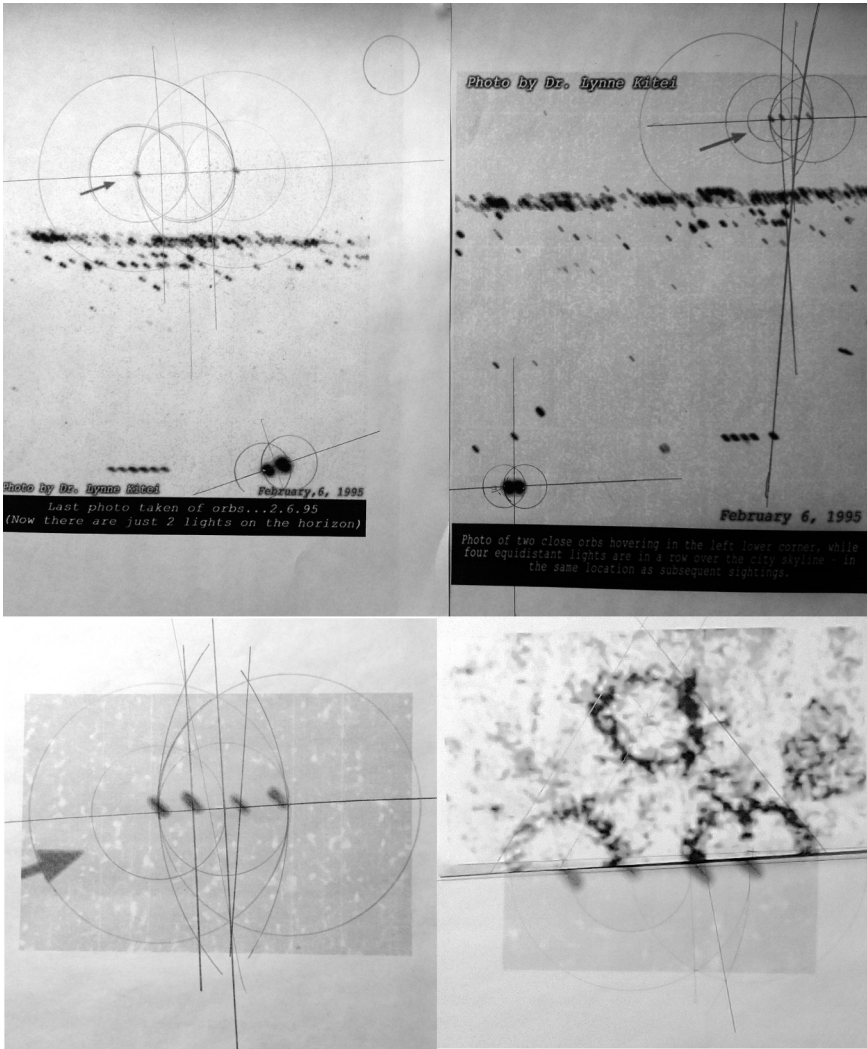 Photo by Dr. Lynne Kitei
February,6, 1995
Last photo taken of orbs...2.6.95
(Now there are just 2 lights on the horizon)
Photo by Dr. Lynne Kitei
February 6, 1995
Photo of two close orbs hovering in the left lower corner, while
four equidistant lights are in a row over the city skyline - in
the same location as subsequent sightings.